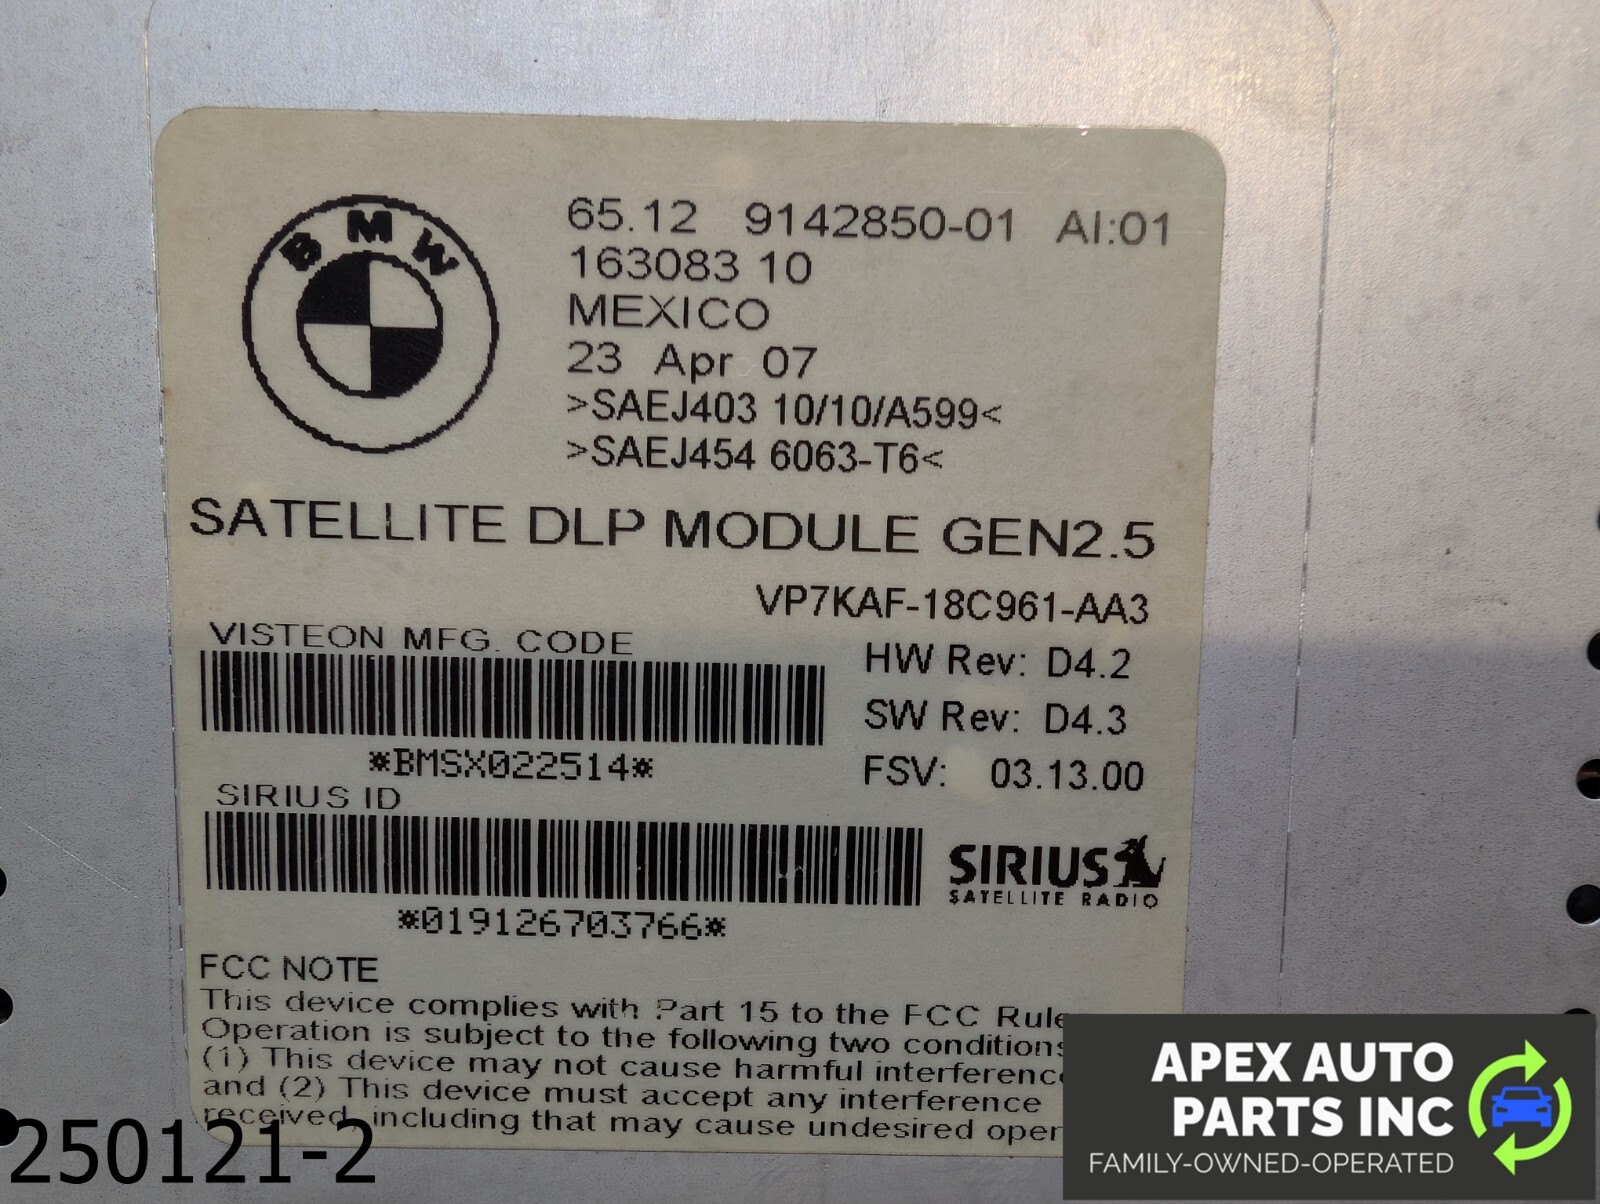 BMW
65.12 9142850-01 AI:01
163083 10
MEXICO
23 Apr 07
>SAEJ403 10/10/A599<
>SAEJ454 6063-T6<
SATELLITE DLP MODULE GEN2.5
VP7KAF-18C961-AA3
VISTEON MFG. CODE
HW Rev: D4.2
SW Rev: D4.3
*BMSX022514*
FSV: 03.13.00
SIRIUS ID
SIRIUS
SATELLITE RADIO
*019126703766*
FCC NOTE
This device complies with Part 15 to the FCC Rule
Operation is subject to the following two conditions
(1) This device may not cause harmful interference
and (2) This device must accept any interference
received, including that may cause undesired oper
250121-2
APEX AUTO
PARTS INC
FAMILY-OWNED-OPERATED